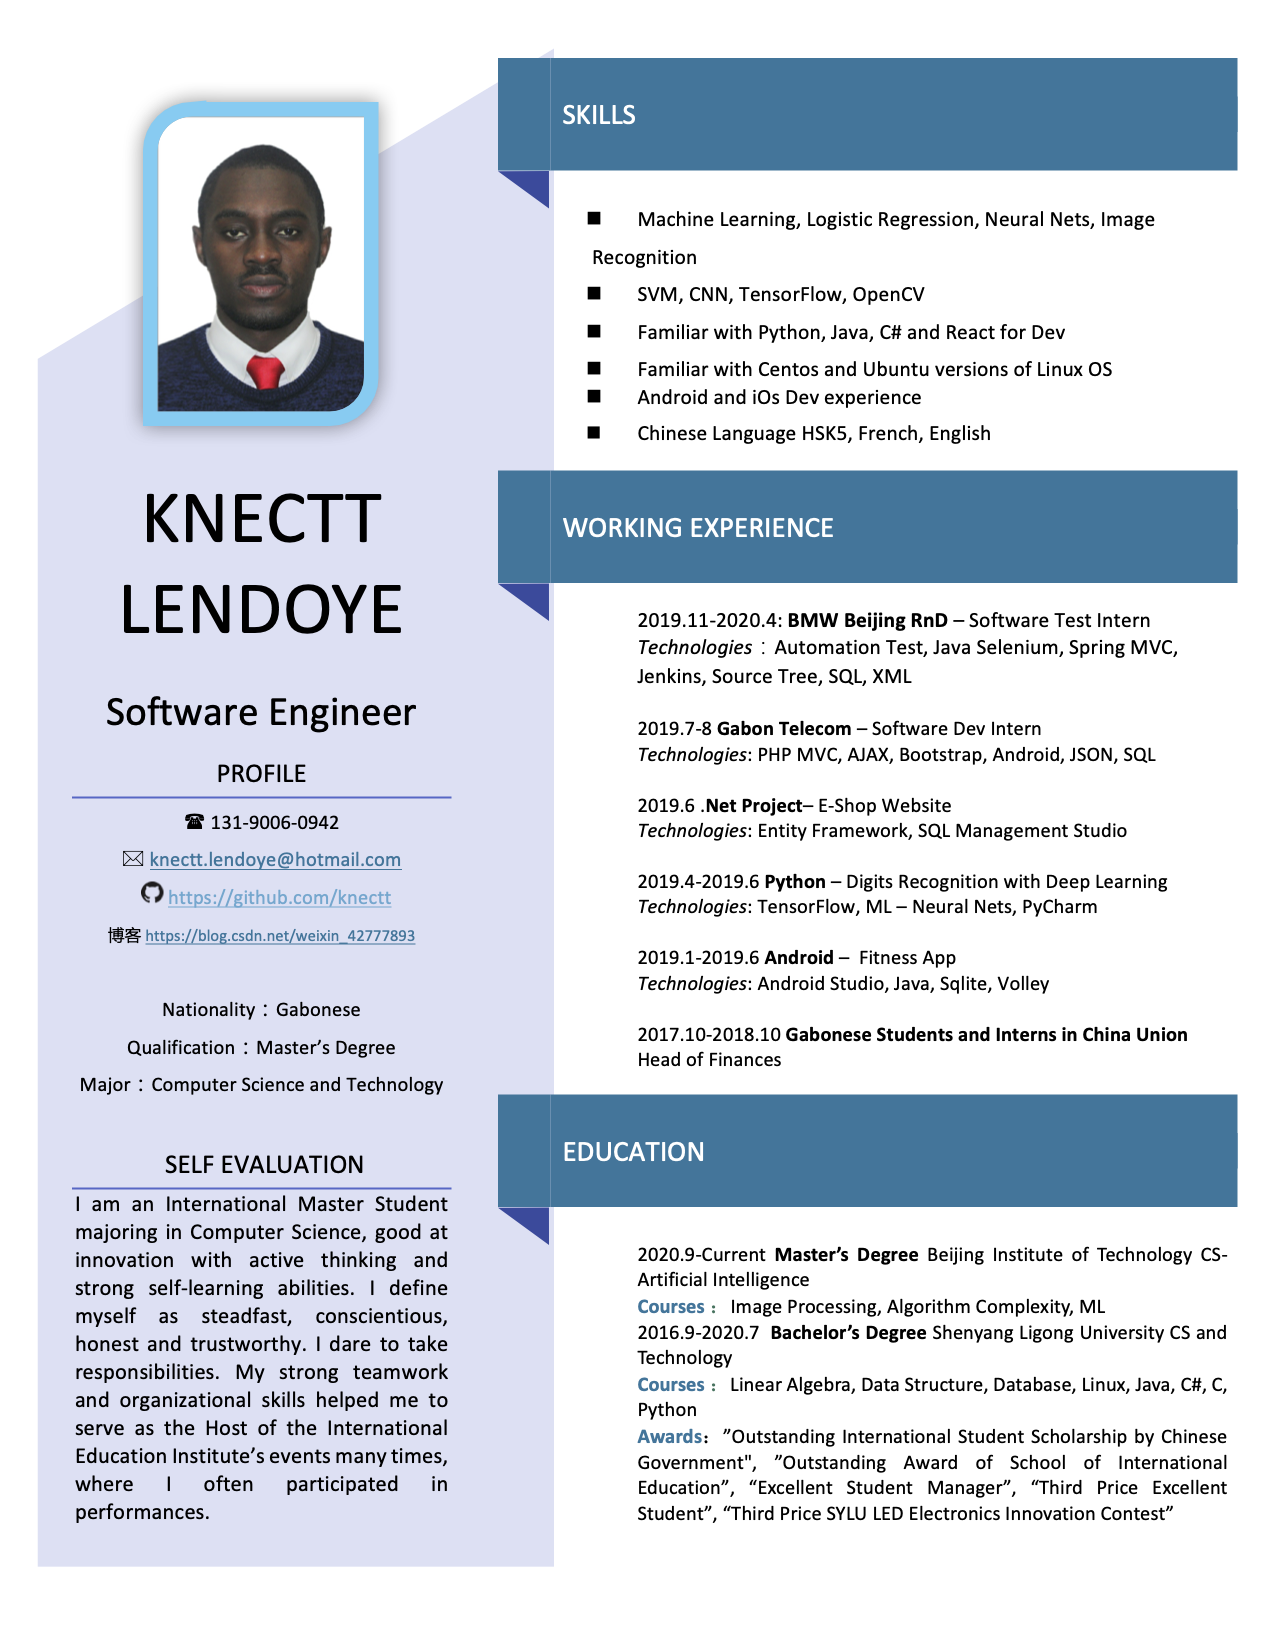 KNECTT
LENDOYE
Software Engineer
PROFILE
☎ 131-9006-0942
✉ knectt.lendoye@hotmail.com
https://github.com/knectt
博客 https://blog.csdn.net/weixin_42777893
Nationality：Gabonese
Qualification：Master’s Degree
Major：Computer Science and Technology
SELF EVALUATION
I am an International Master Student
majoring in Computer Science, good at
innovation with active thinking and
strong self-learning abilities. I define
myself as steadfast, conscientious,
honest and trustworthy. I dare to take
responsibilities. My strong teamwork
and organizational skills helped me to
serve as the Host of the International
Education Institute’s events many times,
where I often participated in
performances.
SKILLS
■ Machine Learning, Logistic Regression, Neural Nets, Image
Recognition
■ SVM, CNN, TensorFlow, OpenCV
■ Familiar with Python, Java, C# and React for Dev
■ Familiar with Centos and Ubuntu versions of Linux OS
■ Android and iOs Dev experience
■ Chinese Language HSK5, French, English
WORKING EXPERIENCE
2019.11-2020.4: BMW Beijing RnD – Software Test Intern
Technologies：Automation Test, Java Selenium, Spring MVC,
Jenkins, Source Tree, SQL, XML
2019.7-8 Gabon Telecom – Software Dev Intern
Technologies: PHP MVC, AJAX, Bootstrap, Android, JSON, SQL
2019.6 .Net Project– E-Shop Website
Technologies: Entity Framework, SQL Management Studio
2019.4-2019.6 Python – Digits Recognition with Deep Learning
Technologies: TensorFlow, ML – Neural Nets, PyCharm
2019.1-2019.6 Android – Fitness App
Technologies: Android Studio, Java, Sqlite, Volley
2017.10-2018.10 Gabonese Students and Interns in China Union
Head of Finances
EDUCATION
2020.9-Current Master’s Degree Beijing Institute of Technology CS-
Artificial Intelligence
Courses：Image Processing, Algorithm Complexity, ML
2016.9-2020.7 Bachelor’s Degree Shenyang Ligong University CS and
Technology
Courses：Linear Algebra, Data Structure, Database, Linux, Java, C#, C,
Python
Awards：”Outstanding International Student Scholarship by Chinese
Government", ”Outstanding Award of School of International
Education”, “Excellent Student Manager”, “Third Price Excellent
Student”, “Third Price SYLU LED Electronics Innovation Contest”